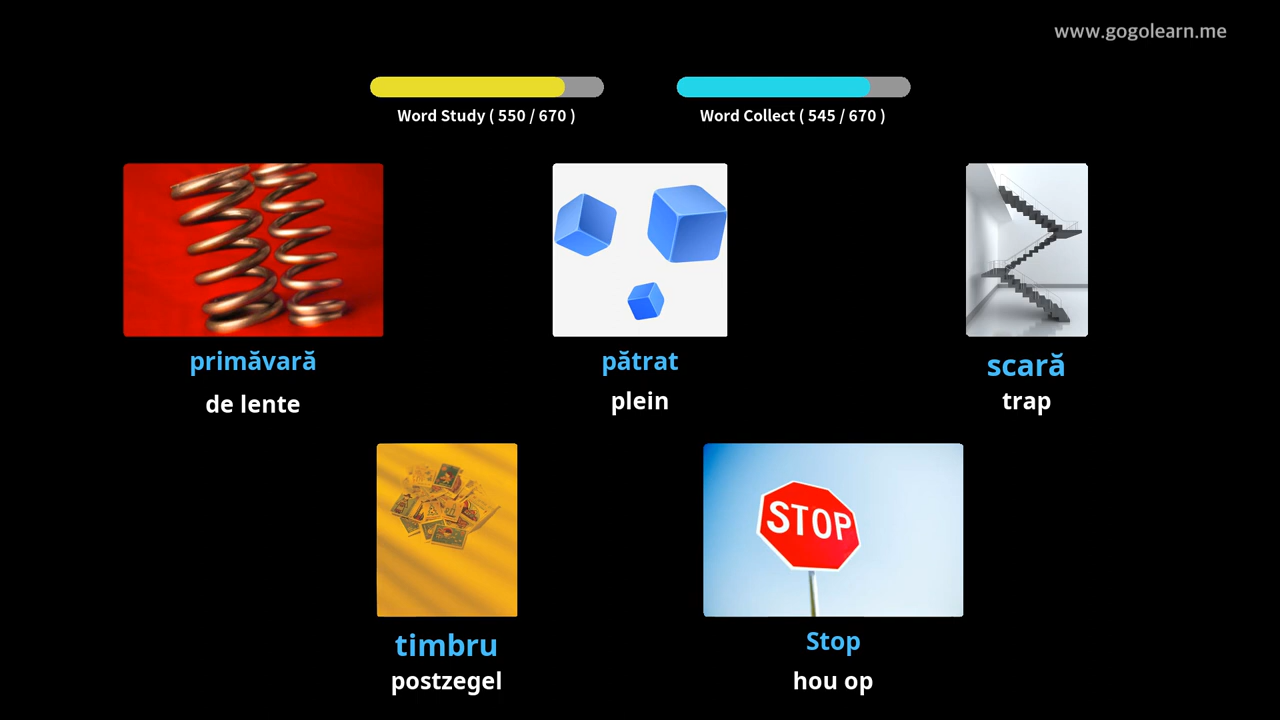 www.gogolearn.me
Word Study ( 550 / 670 )
Word Collect ( 545 / 670 )
primăvară
pătrat
scară
de lente
plein
trap
STOP
timbru
Stop
postzegel
hou op